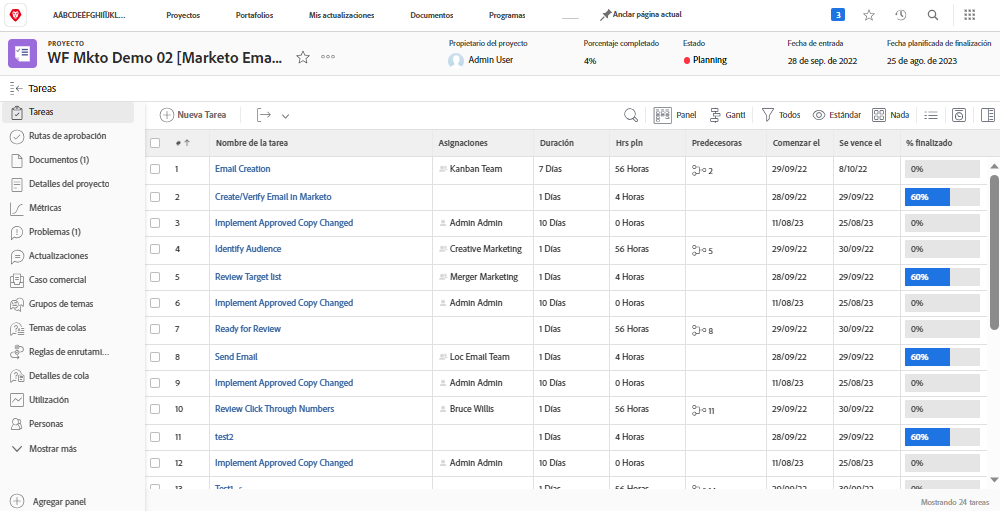 AÁBCDEÉFGHIÍĬJKL... Proyectos Portafolios Mis actualizaciones Documentos Programas Anclar página actual 3
PROYECTO
WF Mkto Demo 02 [Marketo Ema...
Propietario del proyecto
Admin User
Porcentaje completado
4%
Estado
Planning
Fecha de entrada
28 de sep. de 2022
Fecha planificada de finalización
25 de ago. de 2023
Tareas
Tareas
Rutas de aprobación
Documentos (1)
Detalles del proyecto
Métricas
Problemas (1)
Actualizaciones
Caso comercial
Grupos de temas
Temas de colas
Reglas de enrutami...
Detalles de cola
Utilización
Personas
Mostrar más
Agregar panel
Nueva Tarea Panel Gantt Todos Estándar Nada
# Nombre de la tarea Asignaciones Duración Hrs pln Predecesoras Comenzar el Se vence el % finalizado
1 Email Creation Kanban Team 7 Días 56 Horas 2 29/09/22 8/10/22 0%
2 Create/Verify Email in Marketo 1 Días 4 Horas 28/09/22 29/09/22 60%
3 Implement Approved Copy Changed Admin Admin 10 Días 0 Horas 11/08/23 25/08/23 0%
4 Identify Audience Creative Marketing 1 Días 56 Horas 5 29/09/22 30/09/22 0%
5 Review Target list Merger Marketing 1 Días 4 Horas 28/09/22 29/09/22 60%
6 Implement Approved Copy Changed Admin Admin 10 Días 0 Horas 11/08/23 25/08/23 0%
7 Ready for Review 1 Días 56 Horas 8 29/09/22 30/09/22 0%
8 Send Email Loc Email Team 1 Días 4 Horas 28/09/22 29/09/22 60%
9 Implement Approved Copy Changed Admin Admin 10 Días 0 Horas 11/08/23 25/08/23 0%
10 Review Click Through Numbers Bruce Willis 1 Días 56 Horas 11 29/09/22 30/09/22 0%
11 test2 1 Días 4 Horas 28/09/22 29/09/22 60%
12 Implement Approved Copy Changed Admin Admin 10 Días 0 Horas 11/08/23 25/08/23 0%
13 Test1 1 Días 56 Horas 29/09/22 30/09/22 0%
Mostrando 24 tareas